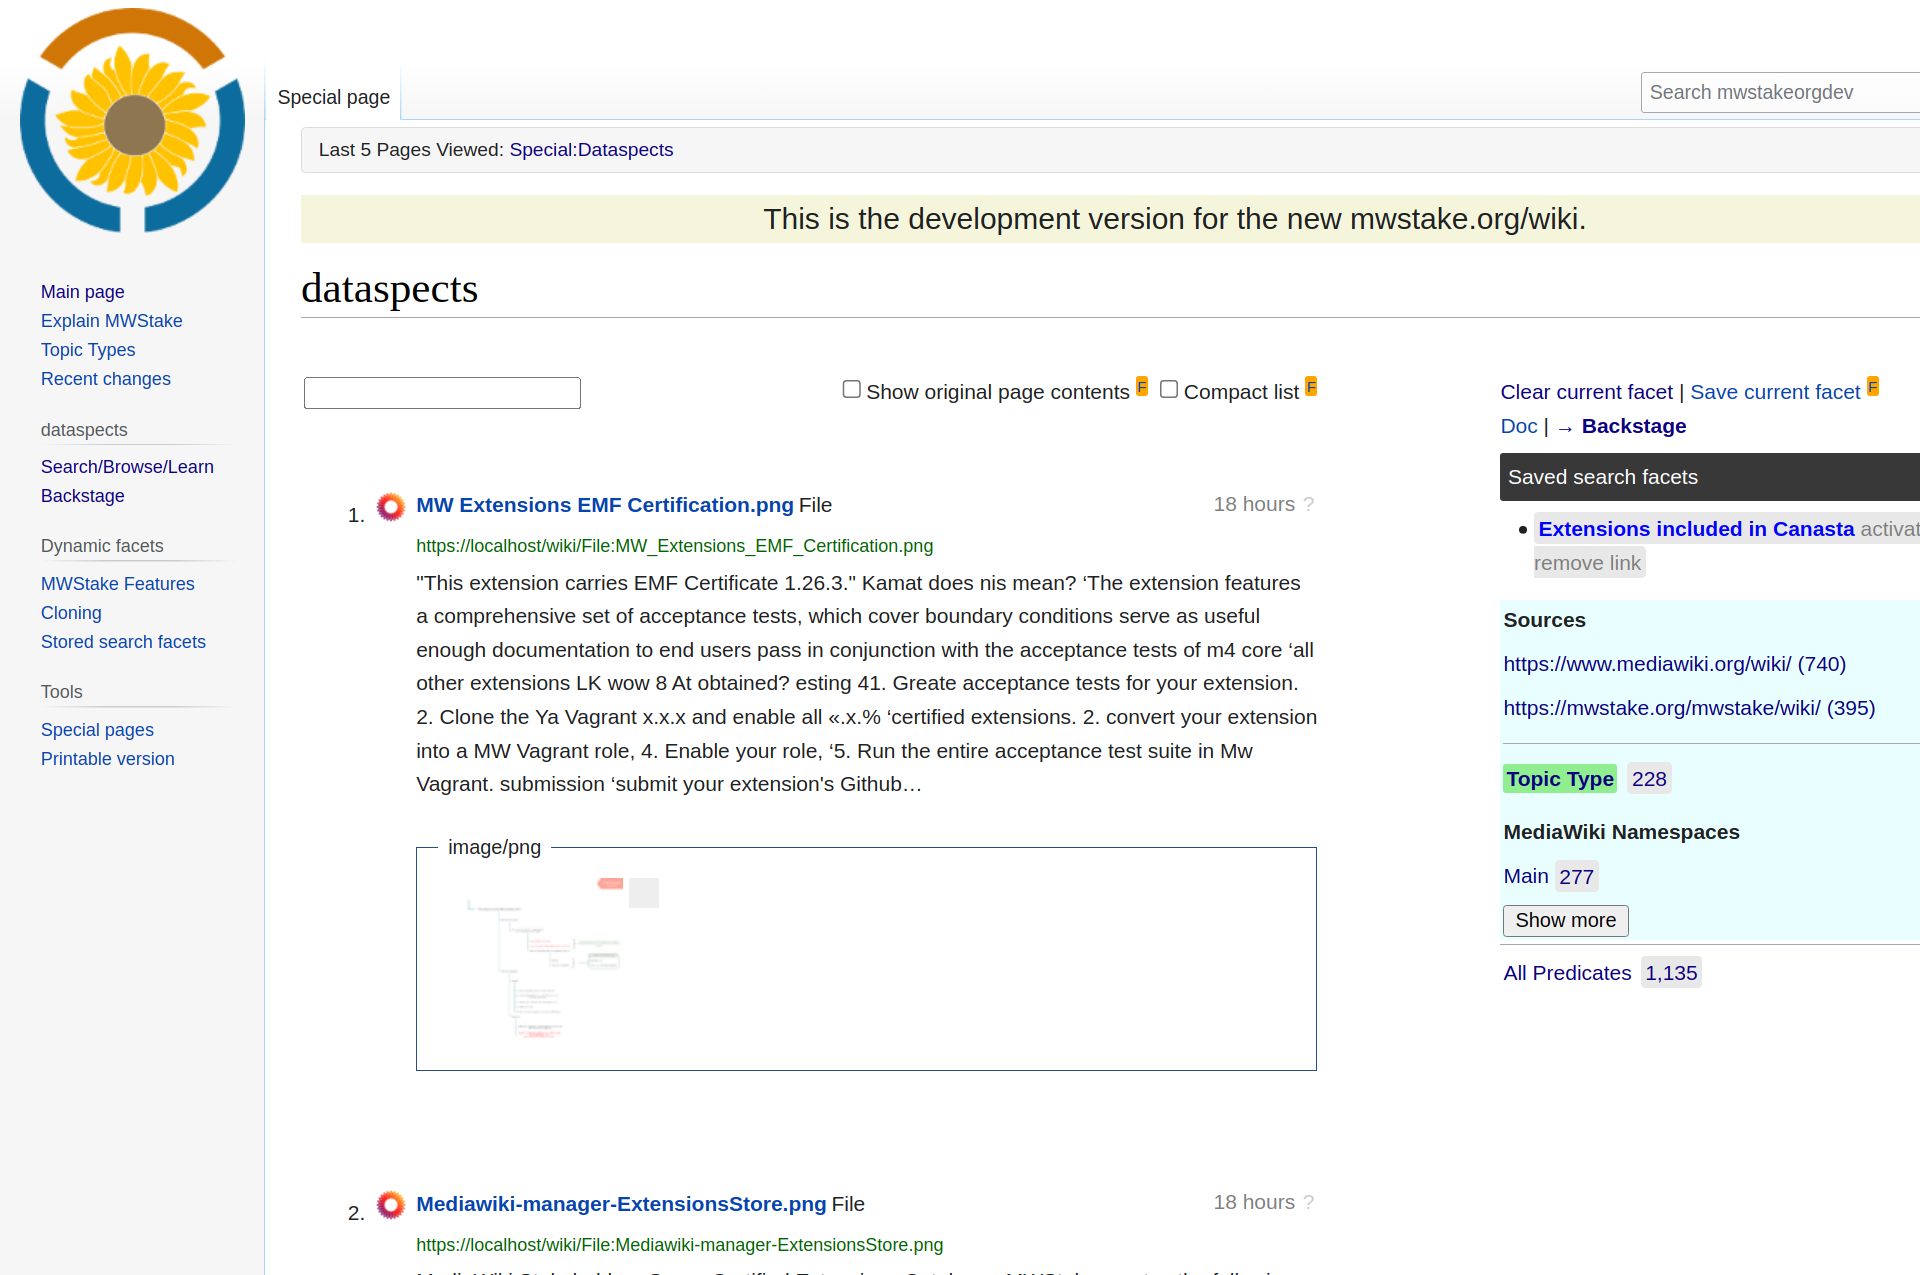 Special page
Search mwstakeorgdev
Last 5 Pages Viewed: Special:Dataspects
This is the development version for the new mwstake.org/wiki.
dataspects
Main page
Explain MWStake
Topic Types
Recent changes
dataspects
Search/Browse/Learn
Backstage
Dynamic facets
MWStake Features
Cloning
Stored search facets
Tools
Special pages
Printable version
Show original page contents F Compact list F
1. MW Extensions EMF Certification.png File 18 hours ?
https://localhost/wiki/File:MW_Extensions_EMF_Certification.png
"This extension carries EMF Certificate 1.26.3." Kamat does nis mean? ‘The extension features
a comprehensive set of acceptance tests, which cover boundary conditions serve as useful
enough documentation to end users pass in conjunction with the acceptance tests of m4 core ‘all
other extensions LK wow 8 At obtained? esting 41. Greate acceptance tests for your extension.
2. Clone the Ya Vagrant x.x.x and enable all «.x.% ‘certified extensions. 2. convert your extension
into a MW Vagrant role, 4. Enable your role, ‘5. Run the entire acceptance test suite in Mw
Vagrant. submission ‘submit your extension's Github…
image/png
2. Mediawiki-manager-ExtensionsStore.png File 18 hours ?
https://localhost/wiki/File:Mediawiki-manager-ExtensionsStore.png
Clear current facet | Save current facet F
Doc | → Backstage
Saved search facets
• Extensions included in Canasta activat
remove link
Sources
https://www.mediawiki.org/wiki/ (740)
https://mwstake.org/mwstake/wiki/ (395)
Topic Type 228
MediaWiki Namespaces
Main 277
Show more
All Predicates 1,135